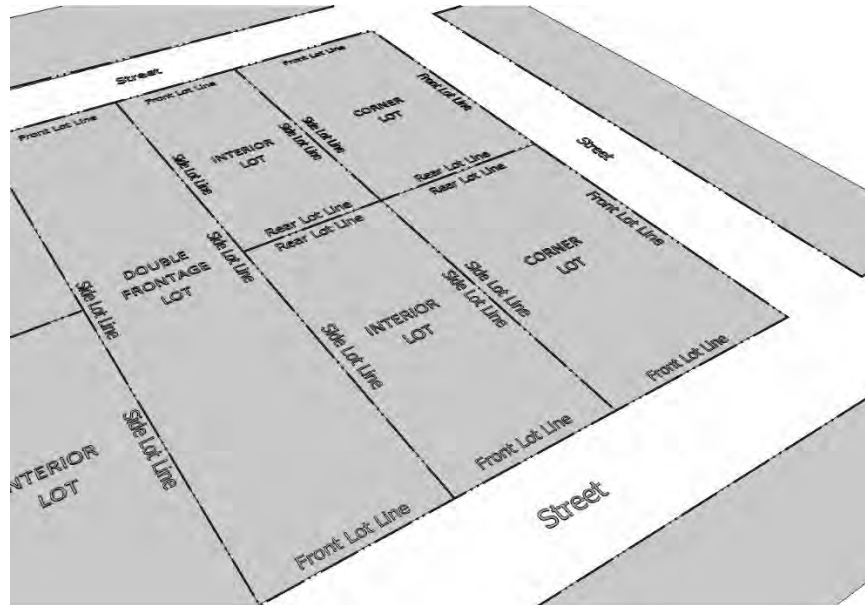 Street
Front Lot Line
Front Lot Line
Front Lot Line
Front Lot Line
CORNER
LOT
INTERIOR
LOT
Side Lot Line
Side Lot Line
Side Lot Line
Street
Rear Lot Line
Rear Lot Line
Rear Lot Line
Rear Lot Line
Front Lot Line
Side Lot Line
DOUBLE
FRONTAGE
LOT
CORNER
LOT
Side Lot Line
Side Lot Line
Side Lot Line
INTERIOR
LOT
Side Lot Line
Front Lot Line
Side Lot Line
NTERIOR
LOT
Front Lot Line
Front Lot Line
Street